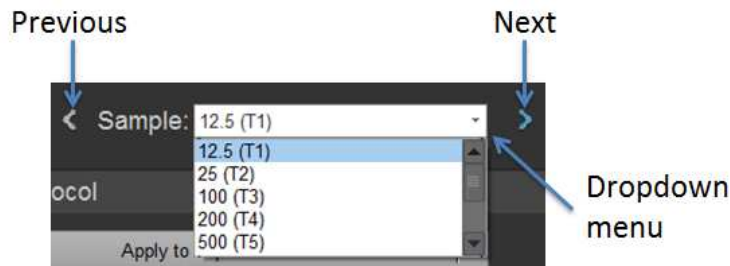 Previous
Next
Sample: 12.5 (T1)
12.5 (T1)
25 (T2)
100 (T3)
200 (T4)
500 (T5)
ocol
Apply to
Dropdown
menu